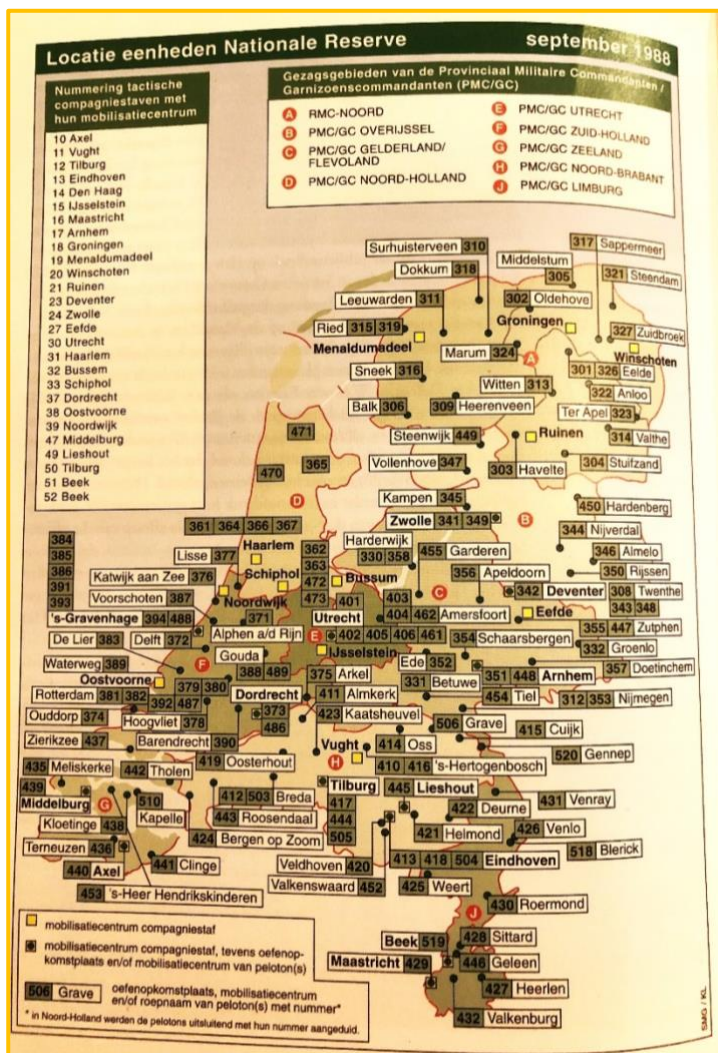 Locatie eenheden Nationale Reserve
september 1988
Nummering tactische
compagniestaven met
hun mobilisatiecentrum
10 Axel
11 Vught
12 Tilburg
13 Eindhoven
14 Den Haag
15 IJsselstein
16 Maastricht
17 Arnhem
18 Groningen
19 Menaldumadeel
20 Winschoten
21 Ruinen
23 Deventer
24 Zwolle
27 Eefde
30 Utrecht
31 Haarlem
32 Bussem
33 Schiphol
37 Dordrecht
38 Oostvoorne
39 Noordwijk
47 Middelburg
49 Lieshout
50 Tilburg
51 Beek
52 Beek
Gezagsgebieden van de Provinciaal Militaire Commandanten /
Garnizoenscommandanten (PMC/GC)
A RMC-NOORD
B PMC/GC OVERIJSSEL
C PMC/GC GELDERLAND/
FLEVOLAND
D PMC/GC NOORD-HOLLAND
E PMC/GC UTRECHT
F PMC/GC ZUID-HOLLAND
G PMC/GC ZEELAND
H PMC/GC NOORD-BRABANT
J PMC/GC LIMBURG
317 Sappermeer
Surhuisterveen 310
Middelstum
305
Dokkum 318
321 Steendam
Leeuwarden 311
302 Oldehove
Groningen
Ried 315 319
327 Zuidbroek
Menaldumadeel
Marum 324
A
Winschoten
Sneek 316
301 326 Eelde
Witten 313
322 Anloo
Balk 306
309 Heerenveen
Ter Apel 323
471
Steenwijk 449
Ruinen
314 Valthe
365
470
Vollenhove 347
303 Havelte
304 Stuifzand
D
Kampen 345
450 Hardenberg
Zwolle 341 349
B
344 Nijverdal
361 364 366 367
384
385
386
391
393
Harderwijk
330 358
455 Garderen
346 Almelo
Haarlem
362
363
472
473
Lisse 377
356 Apeldoorn
350 Rijssen
Schiphol
Bussum
Katwijk aan Zee 376
C
342 Deventer
308 Twenthe
343 348
Voorschoten 387
Noordwijk
401
403
Eefde
's-Gravenhage 394 488
371
Utrecht
404 462 Amersfoort
355 447 Zutphen
De Lier 383
Delft 372
Alphen a/d Rijn
E
402 405 406 461
354 Schaarsbergen
332 Groenlo
Waterweg 389
F
Gouda
IJsselstein
Ede 352
357 Doetinchem
Oostvoorne
388 489
375 Arkel
331 Betuwe
351 448 Arnhem
379 380
Rotterdam 381 382
392 487
Dordrecht
411 Almkerk
454 Tiel
312 353 Nijmegen
Ouddorp 374
Hoogvliet 378
373
486
423 Kaatsheuvel
506 Grave
415 Cuijk
Zierikzee 437
Barendrecht 390
Vught
414 Oss
520 Gennep
419 Oosterhout
H
410 416 's-Hertogenbosch
435 Meliskerke
442 Tholen
Tilburg
445 Lieshout
439
Middelburg
G
510
Kapelle
412 503 Breda
417
444
505
422 Deurne
431 Venray
443 Roosendaal
Kloetinge 438
421 Helmond
426 Venlo
424 Bergen op Zoom
Terneuzen 436
Veldhoven 420
413 418 504 Eindhoven
518 Blerick
440 Axel
441 Clinge
Valkenswaard 452
425 Weert
453 's-Heer Hendrikskinderen
430 Roermond
J
mobilisatiecentrum compagniestaf
Beek 519
428 Sittard
mobilisatiecentrum compagniestaf, tevens oefenop-
komstplaats en/of mobilisatiecentrum van peloton(s)
Maastricht 429
446 Geleen
427 Heerlen
506 Grave
oefenopkomstplaats, mobilisatiecentrum
en/of roepnaam van peloton(s) met nummer*
432 Valkenburg
* in Noord-Holland werden de pelotons uitsluitend met hun nummer aangeduid.
SMG / KL